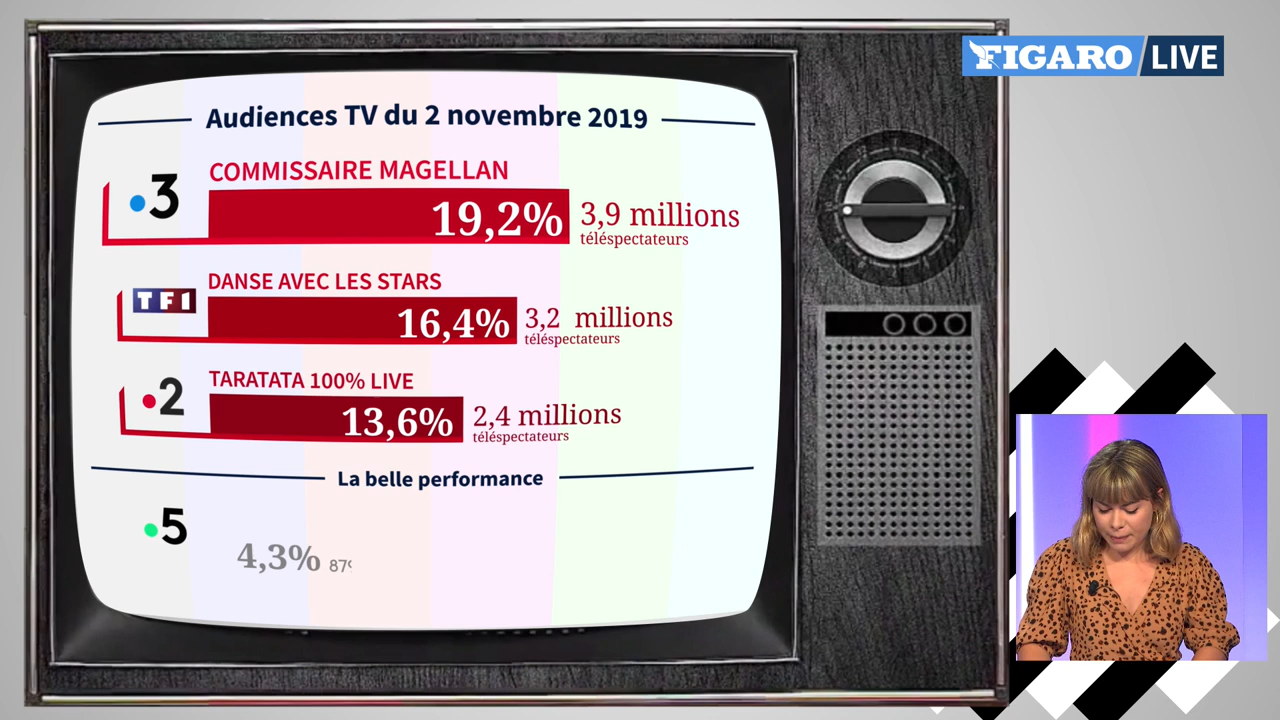 FIGARO LIVE
Audiences TV du 2 novembre 2019
COMMISSAIRE MAGELLAN
3
19,2%
3,9 millions
téléspectateurs
DANSE AVEC LES STARS
TF1
16,4%
3,2 millions
téléspectateurs
TARATATA 100% LIVE
2
13,6%
2,4 millions
téléspectateurs
La belle performance
5
4,3%